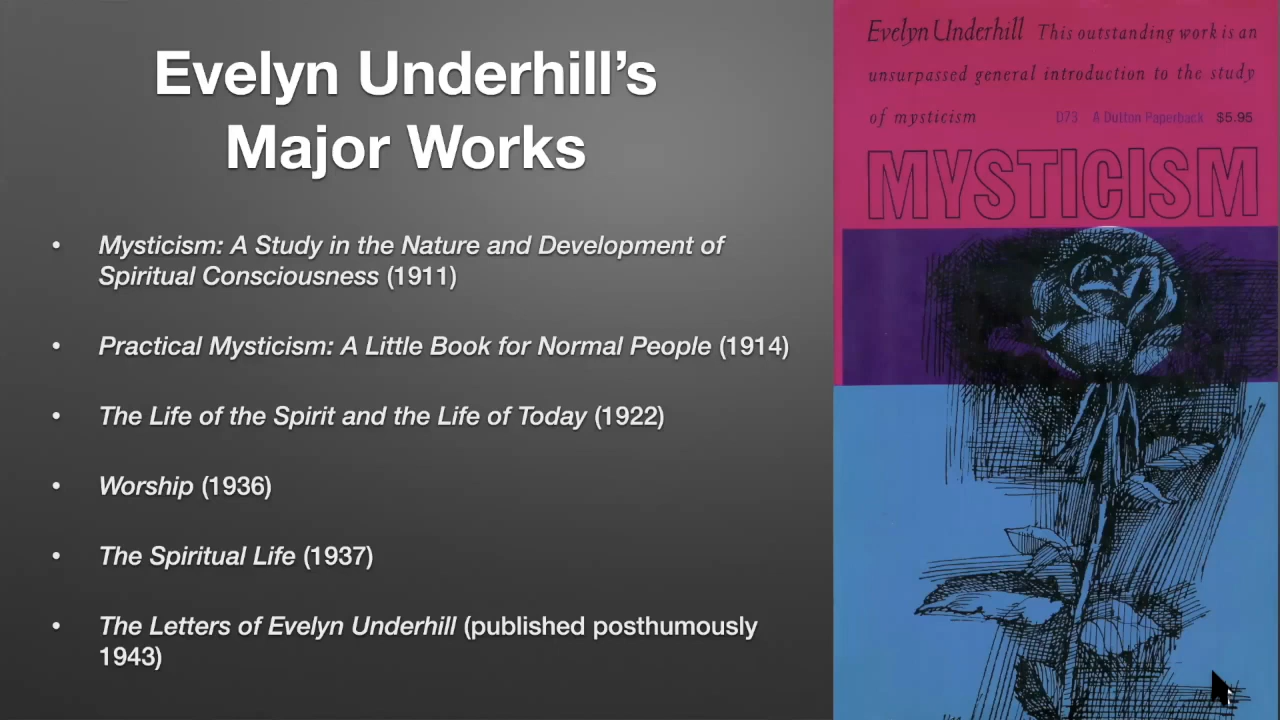 Evelyn Underhill’s
Major Works
• Mysticism: A Study in the Nature and Development of
Spiritual Consciousness (1911)
• Practical Mysticism: A Little Book for Normal People (1914)
• The Life of the Spirit and the Life of Today (1922)
• Worship (1936)
• The Spiritual Life (1937)
• The Letters of Evelyn Underhill (published posthumously
1943)
Evelyn Underhill This outstanding work is an
unsurpassed general introduction to the study
of mysticism D73 A Dutton Paperback $5.95
MYSTICISM